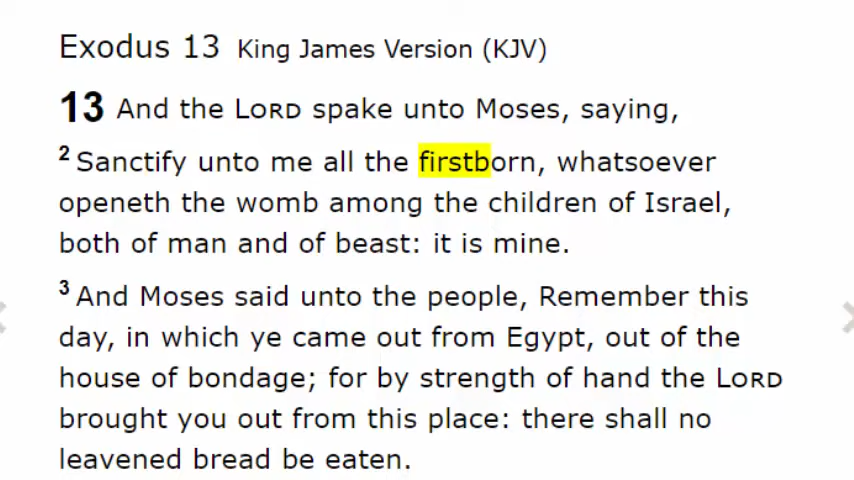 Exodus 13 King James Version (KJV)
13 And the LORD spake unto Moses, saying,
2 Sanctify unto me all the firstborn, whatsoever
openeth the womb among the children of Israel,
both of man and of beast: it is mine.
3 And Moses said unto the people, Remember this
day, in which ye came out from Egypt, out of the
house of bondage; for by strength of hand the LORD
brought you out from this place: there shall no
leavened bread be eaten.